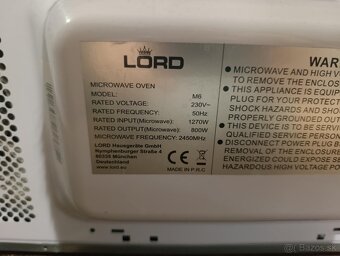 LORD
MICROWAVE OVEN
MODEL: M6
RATED VOLTAGE: 230V~
RATED FREQUENCY: 50Hz
RATED INPUT(Microwave): 1270W
RATED OUTPUT(Microwave): 800W
MICROWAVE FREQUENCY: 2450MHz
LORD Hausgeräte GmbH
Nymphenburger Straße 4
80335 München
Deutschland
www.lord.eu
MADE IN P.R.C
WAR
• MICROWAVE AND HIGH V
TO REMOVE THE ENCLOS
• THIS APPLIANCE IS EQUIP
PLUG FOR YOUR PROTECT
SHOCK HAZARDS AND SHO
PROPERLY GROUNDED OUT
• THIS DEVICE IS TO BE SERV
QUALIFIED SERVICE PERSON
• DISCONNECT POWER PLUG B
REMOVAL OF THE ENCLOSUR
ENERGIZED COULD EXPOSE SE
HAZARDOUS HIGH VOLTAGE P
Bazos.sk